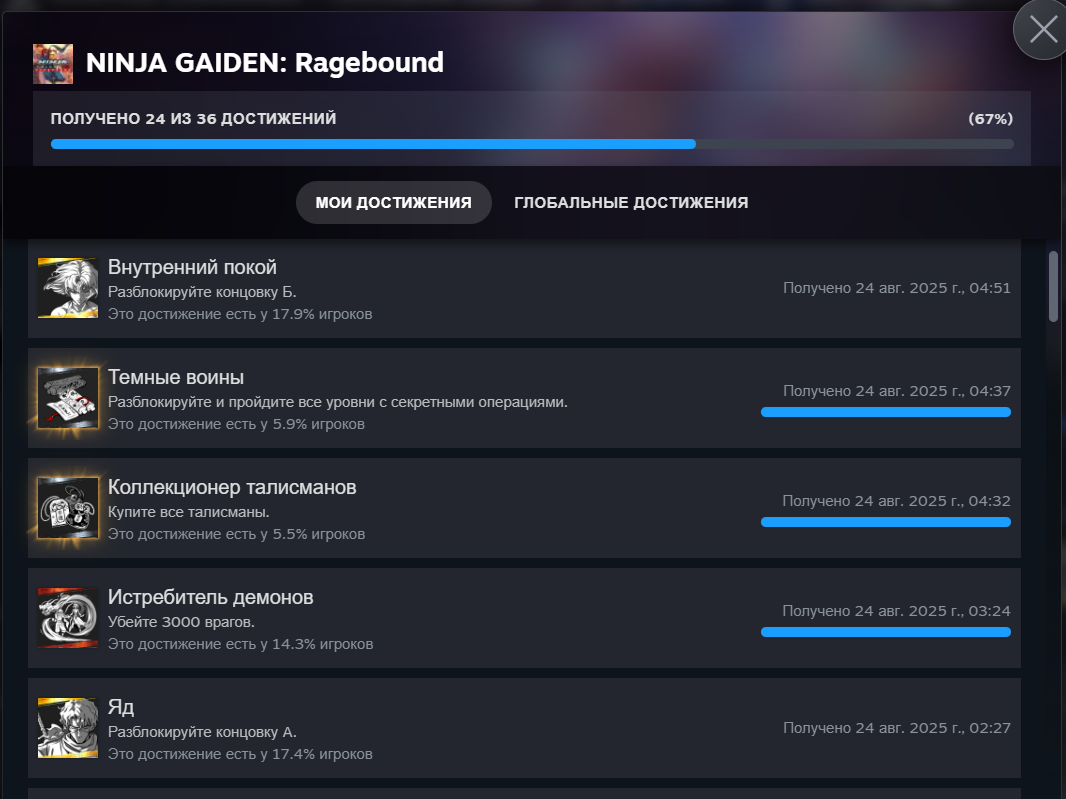 NINJA GAIDEN: Ragebound
ПОЛУЧЕНО 24 ИЗ 36 ДОСТИЖЕНИЙ (67%)
МОИ ДОСТИЖЕНИЯ ГЛОБАЛЬНЫЕ ДОСТИЖЕНИЯ
Внутренний покой
Разблокируйте концовку Б.
Это достижение есть у 17.9% игроков
Получено 24 авг. 2025 г., 04:51
Темные воины
Разблокируйте и пройдите все уровни с секретными операциями.
Это достижение есть у 5.9% игроков
Получено 24 авг. 2025 г., 04:37
Коллекционер талисманов
Купите все талисманы.
Это достижение есть у 5.5% игроков
Получено 24 авг. 2025 г., 04:32
Истребитель демонов
Убейте 3000 врагов.
Это достижение есть у 14.3% игроков
Получено 24 авг. 2025 г., 03:24
Яд
Разблокируйте концовку А.
Это достижение есть у 17.4% игроков
Получено 24 авг. 2025 г., 02:27